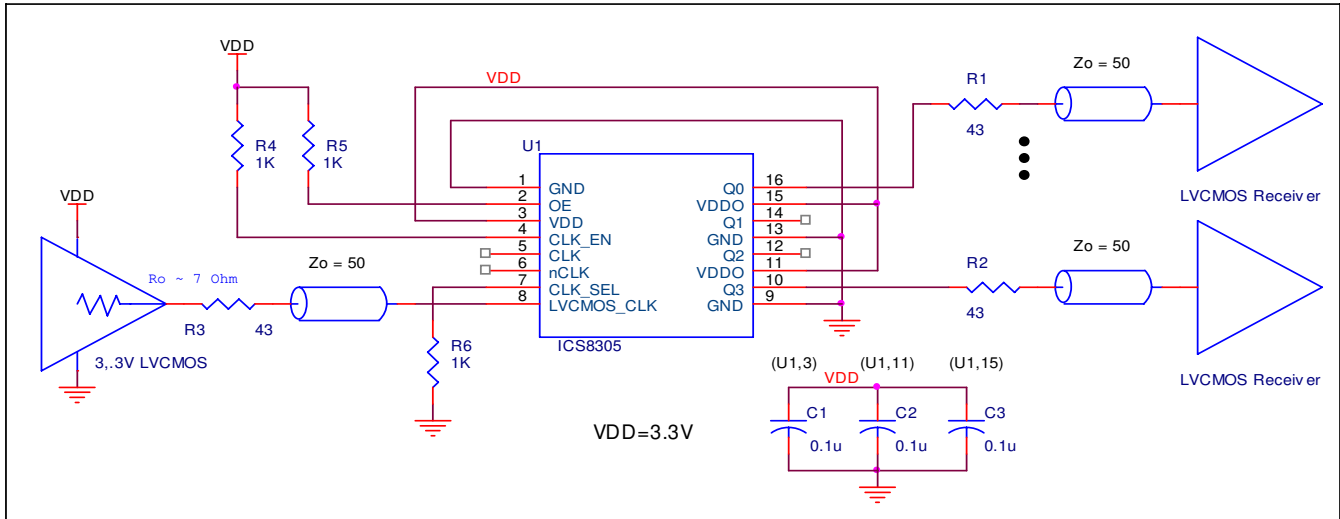 VDD
VDD
R4
1K
R5
1K
VDD
Ro ~ 7 Ohm
R3
43
3,.3V LVCMOS
Zo = 50
R6
1K
U1
1
2
3
4
5
6
7
8
GND
OE
VDD
CLK_EN
CLK
nCLK
CLK_SEL
LVCMOS_CLK
Q0
VDDO
Q1
GND
Q2
VDDO
Q3
GND
16
15
14
13
12
11
10
9
ICS8305
R1
43
Zo = 50
LVCMOS Receiver
R2
43
Zo = 50
LVCMOS Receiver
VDD=3.3V
(U1,3) (U1,11) (U1,15)
VDD
C1
0.1u
C2
0.1u
C3
0.1u